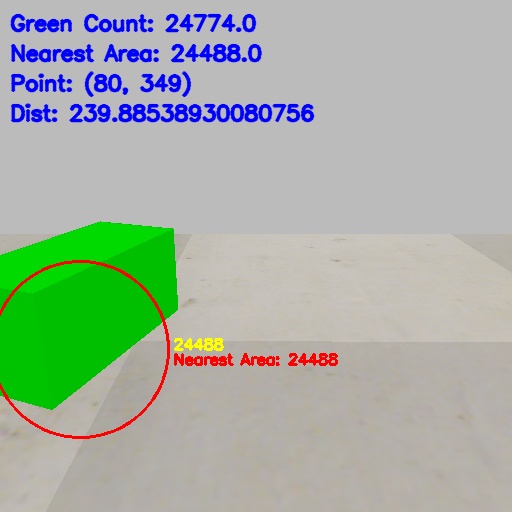 Green Count: 24774.0
Nearest Area: 24488.0
Point: (80, 349)
Dist: 239.88538930080756
24488
Nearest Area: 24488